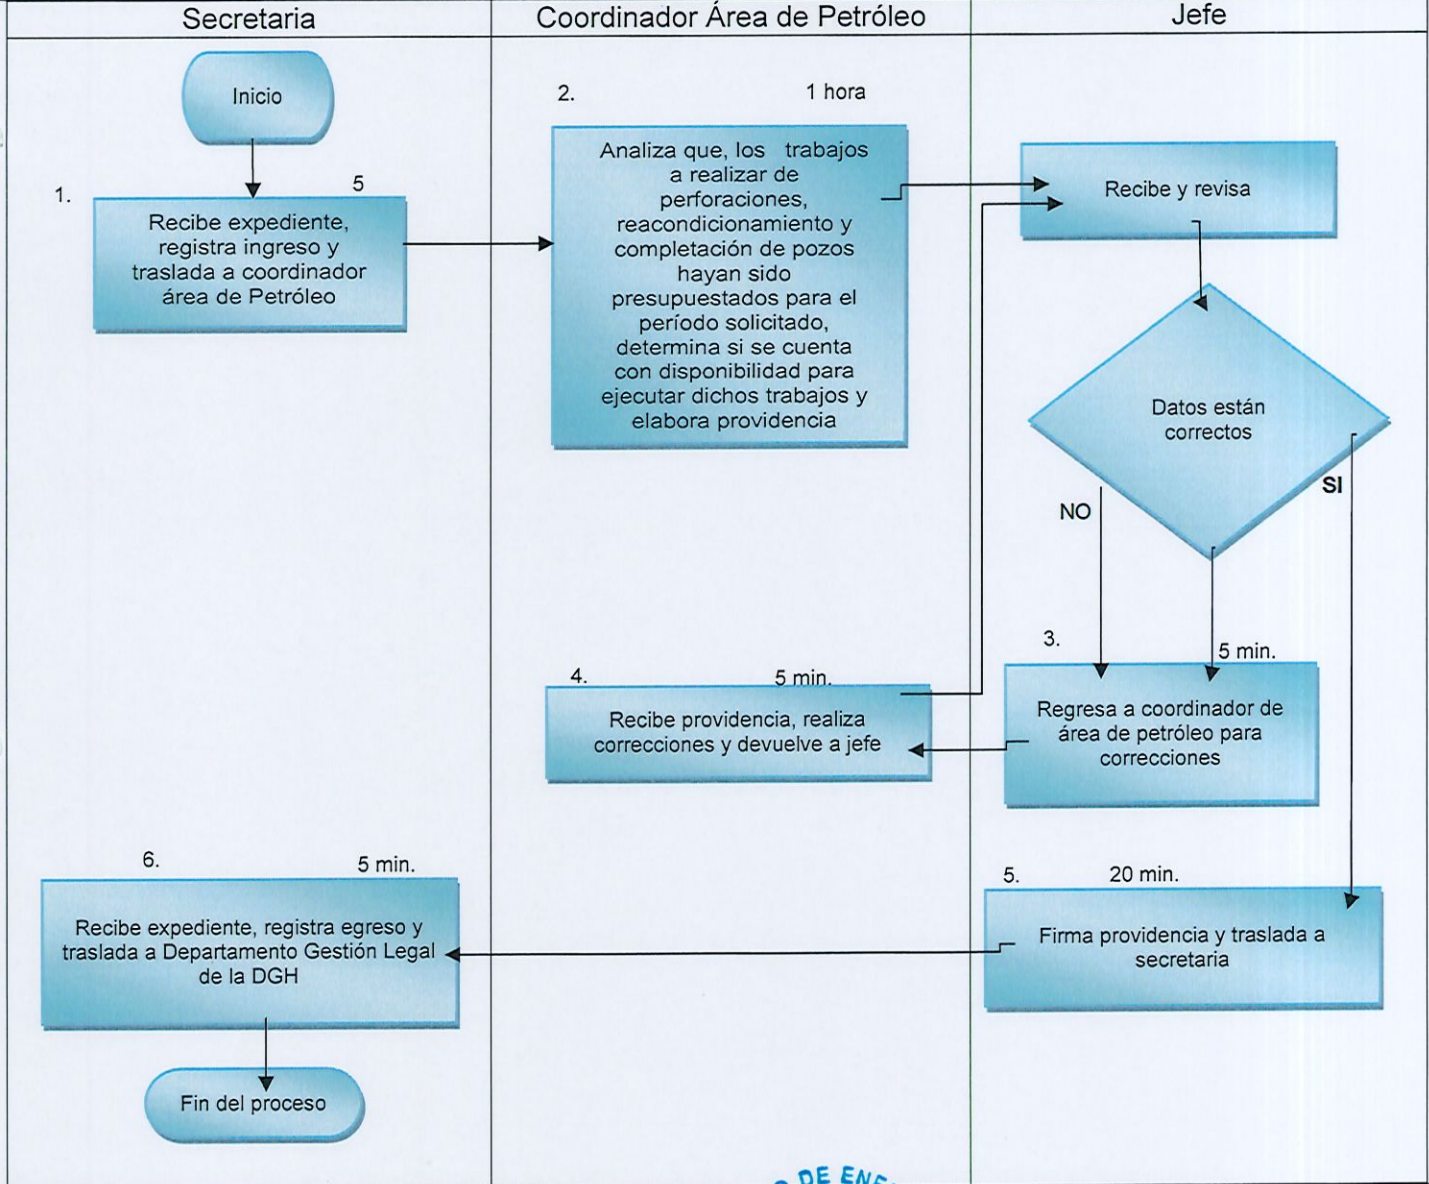 Secretaria
Coordinador Área de Petróleo
Jefe
Inicio
1.
5
Recibe expediente,
registra ingreso y
traslada a coordinador
área de Petróleo
2.
1 hora
Analiza que, los trabajos
a realizar de
perforaciones,
reacondicionamiento y
completación de pozos
hayan sido
presupuestados para el
período solicitado,
determina si se cuenta
con disponibilidad para
ejecutar dichos trabajos y
elabora providencia
Recibe y revisa
Datos están
correctos
NO
SI
3.
5 min.
Regresa a coordinador de
área de petróleo para
correcciones
4.
5 min.
Recibe providencia, realiza
correcciones y devuelve a jefe
5.
20 min.
Firma providencia y traslada a
secretaria
6.
5 min.
Recibe expediente, registra egreso y
traslada a Departamento Gestión Legal
de la DGH
Fin del proceso
DE